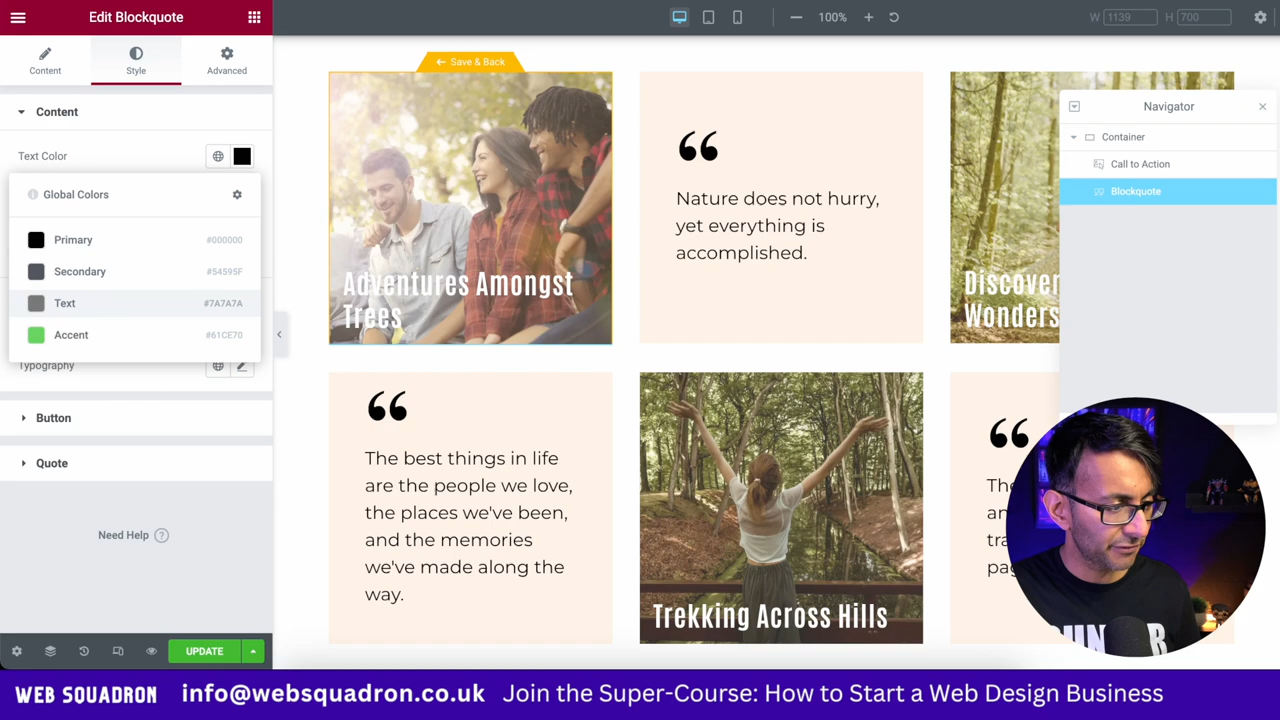 Edit Blockquote
100%
W 1139
H 700
Content
Style
Advanced
Content
Text Color
Global Colors
Primary
#000000
Secondary
#54595F
Text
#7A7A7A
Accent
#61CE70
Typography
Button
Quote
Need Help ?
UPDATE
← Save & Back
Adventures Amongst
Trees
Nature does not hurry,
yet everything is
accomplished.
Discover
Wonders
Navigator
Container
Call to Action
Blockquote
The best things in life
are the people we love,
the places we've been,
and the memories
we've made along the
way.
Trekking Across Hills
WEB SQUADRON
info@websquadron.co.uk
Join the Super-Course: How to Start a Web Design Business